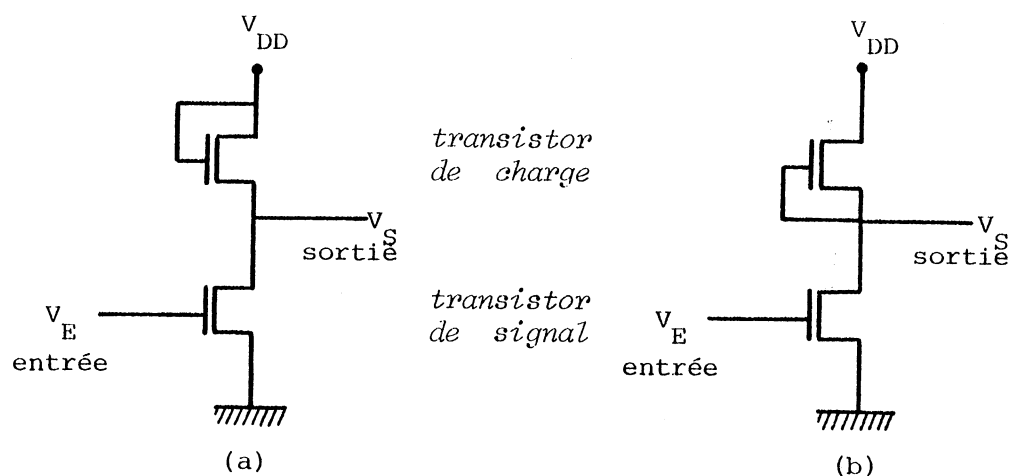 V
DD
transistor
de charge
V
S
sortie
V
E
entrée
transistor
de signal
(a)
V
DD
V
S
sortie
V
E
entrée
(b)